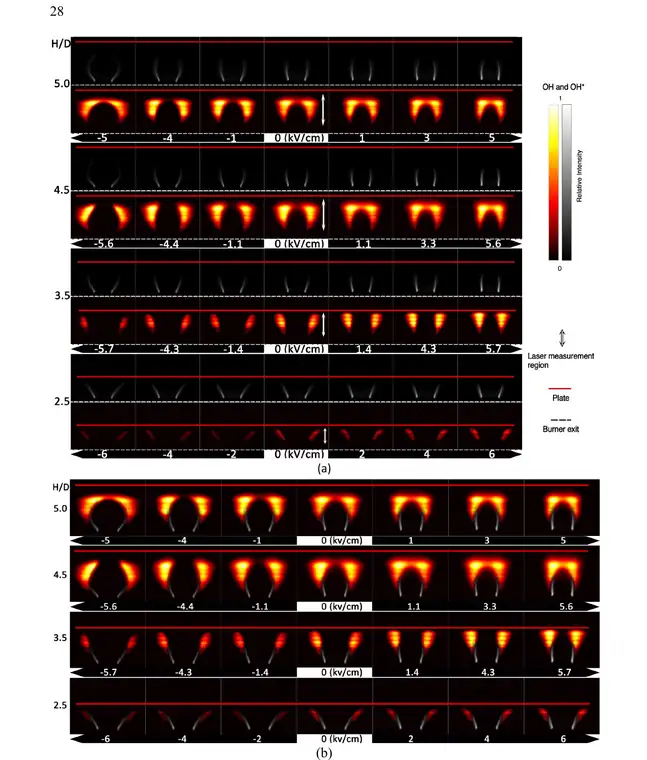 28
H/D
5.0
-5 -4 -1 0 (kV/cm) 1 3 5
4.5
-5.6 -4.4 -1.1 0 (kV/cm) 1.1 3.3 5.6
3.5
-5.7 -4.3 -1.4 0 (kV/cm) 1.4 4.3 5.7
2.5
-6 -4 -2 0 (kV/cm) 2 4 6
OH and OH*
1
Relative Intensity
0
Laser measurement
region
Plate
Burner exit
(a)
H/D
5.0
-5 -4 -1 0 (kv/cm) 1 3 5
4.5
-5.6 -4.4 -1.1 0 (kv/cm) 1.1 3.3 5.6
3.5
-5.7 -4.3 -1.4 0 (kv/cm) 1.4 4.3 5.7
2.5
-6 -4 -2 0 (kv/cm) 2 4 6
(b)